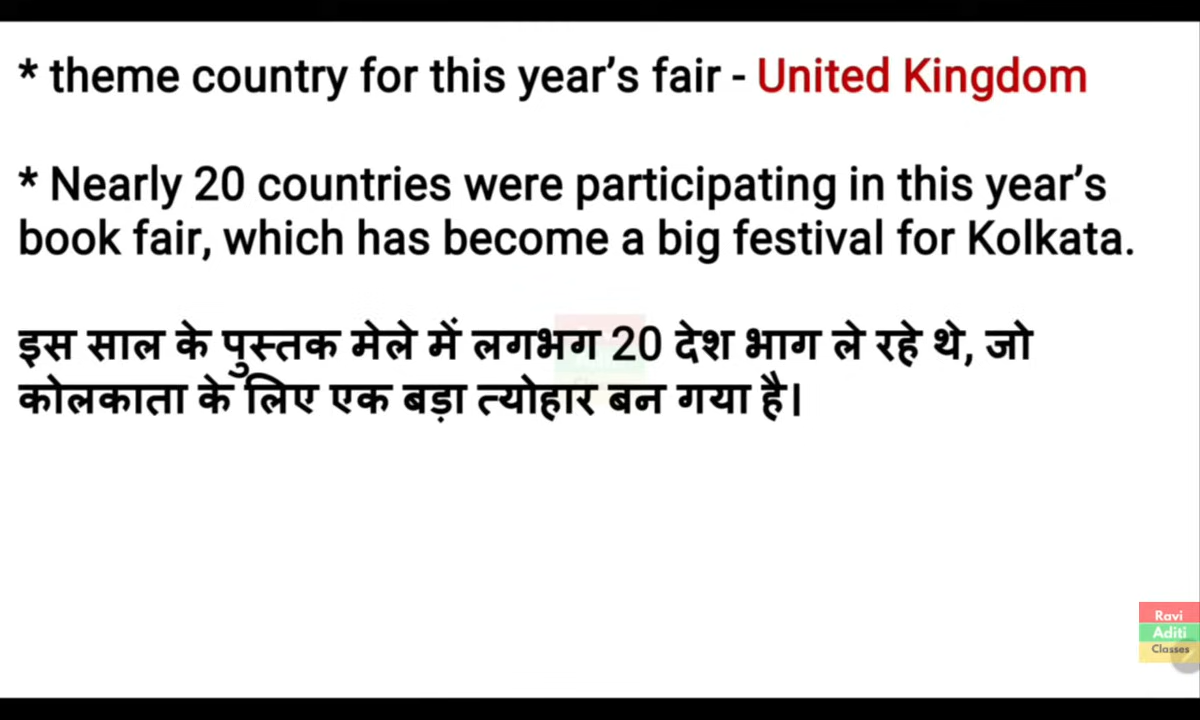 * theme country for this year’s fair - United Kingdom
* Nearly 20 countries were participating in this year’s
book fair, which has become a big festival for Kolkata.
इस साल के पुस्तक मेले में लगभग 20 देश भाग ले रहे थे, जो
कोलकाता के लिए एक बड़ा त्योहार बन गया है।
Ravi
Aditi
Classes